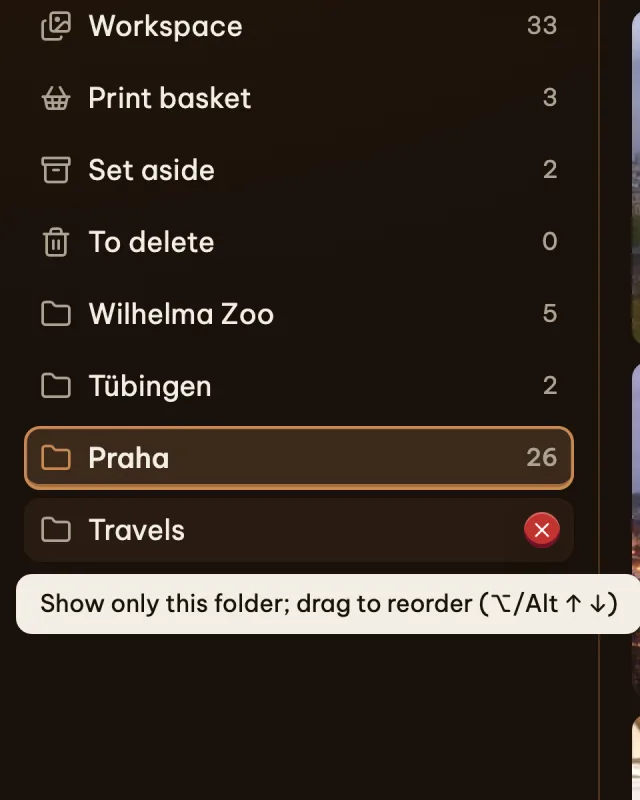 Workspace 33
Print basket 3
Set aside 2
To delete 0
Wilhelma Zoo 5
Tübingen 2
Praha 26
Travels
Show only this folder; drag to reorder (⌥/Alt ↑ ↓)